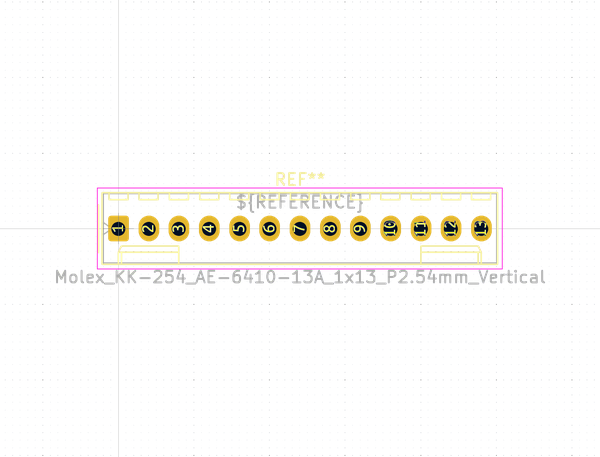 REF**
${REFERENCE}
1 2 3 4 5 6 7 8 9 10 11 12 13
Molex_KK-254_AE-6410-13A_1x13_P2.54mm_Vertical